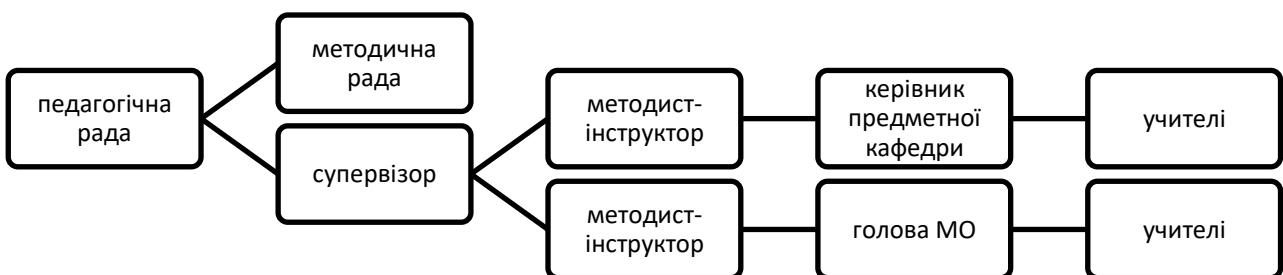 педагогічна
рада
методична
рада
супервізор
методист-
інструктор
керівник
предметної
кафедри
учителі
методист-
інструктор
голова МО
учителі